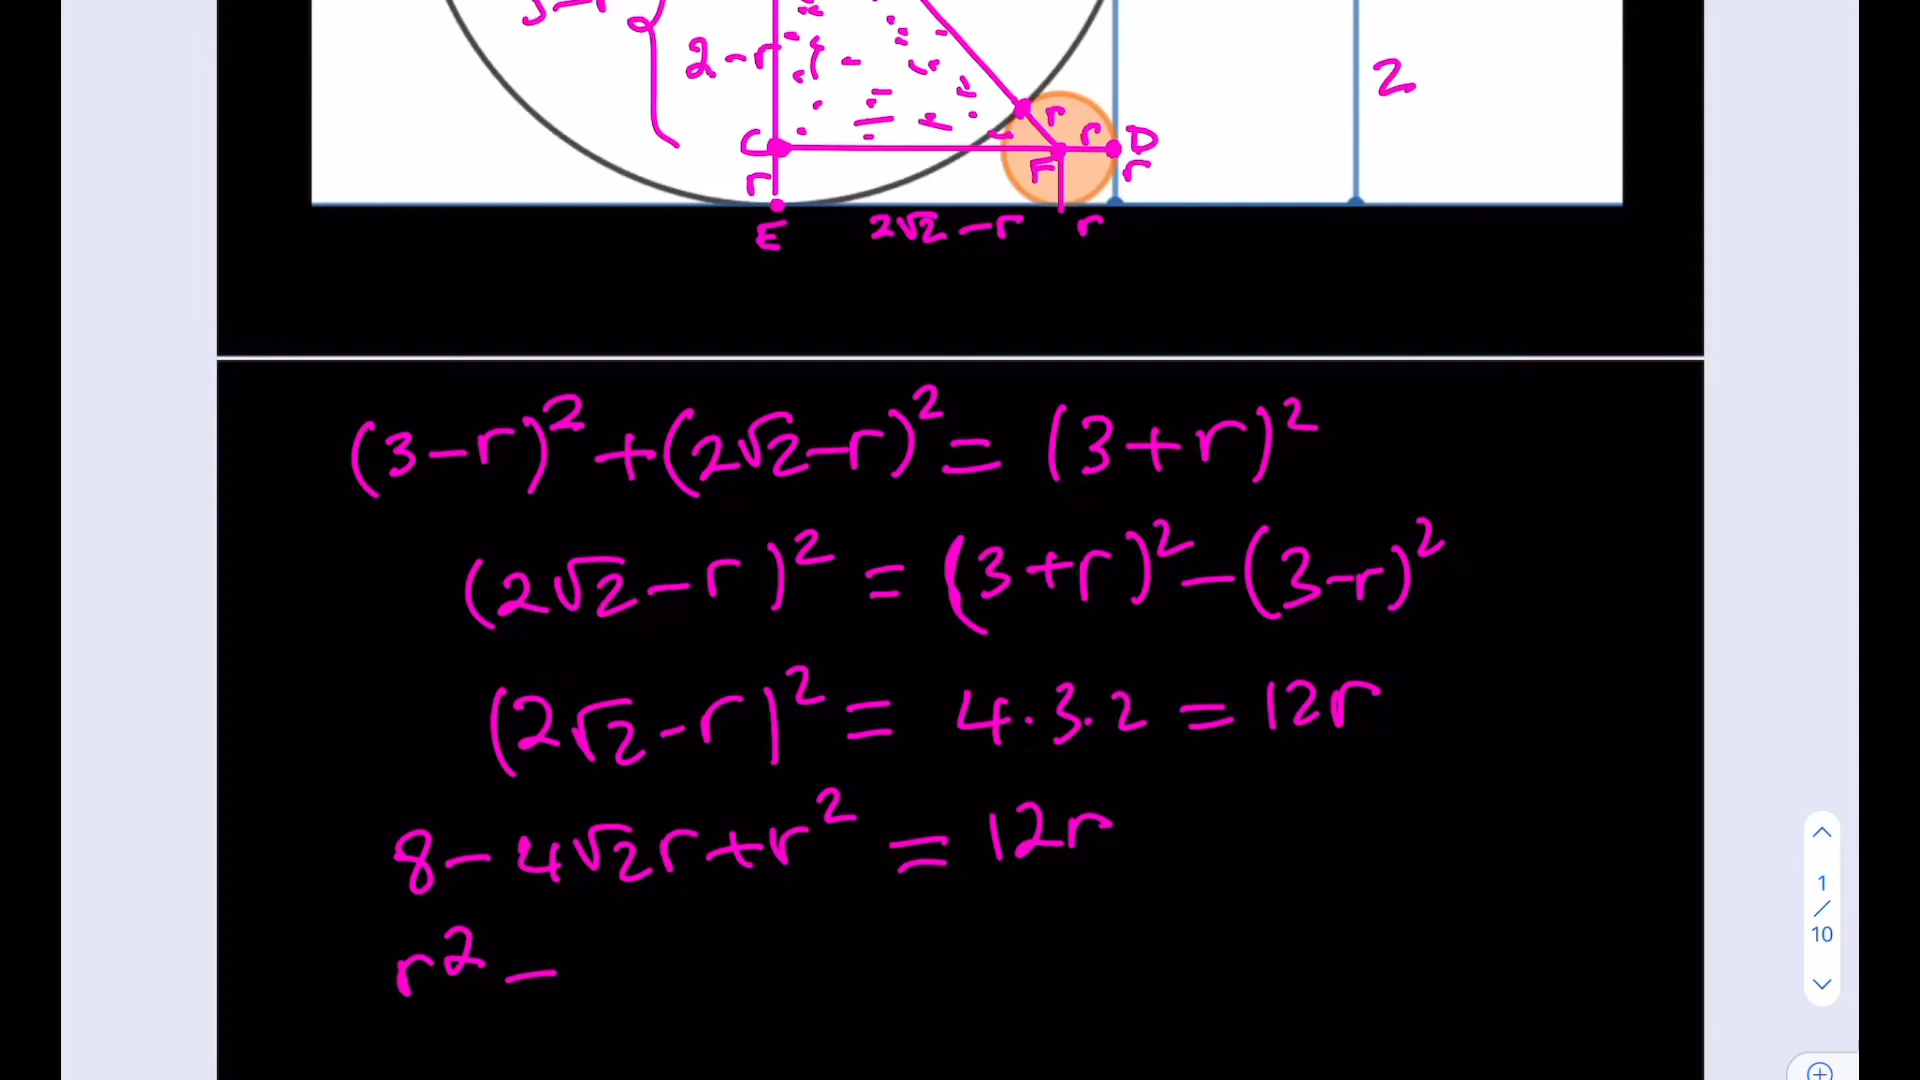 3-r
2-r
2
r
r
C
D
F
r
r
E
2√2-r
r
(3-r)²+(2√2-r)²=(3+r)²
(2√2-r)²=(3+r)²-(3-r)²
(2√2-r)²=4.3.2=12r
8-4√2r+r²=12r
r²-
1
/
10